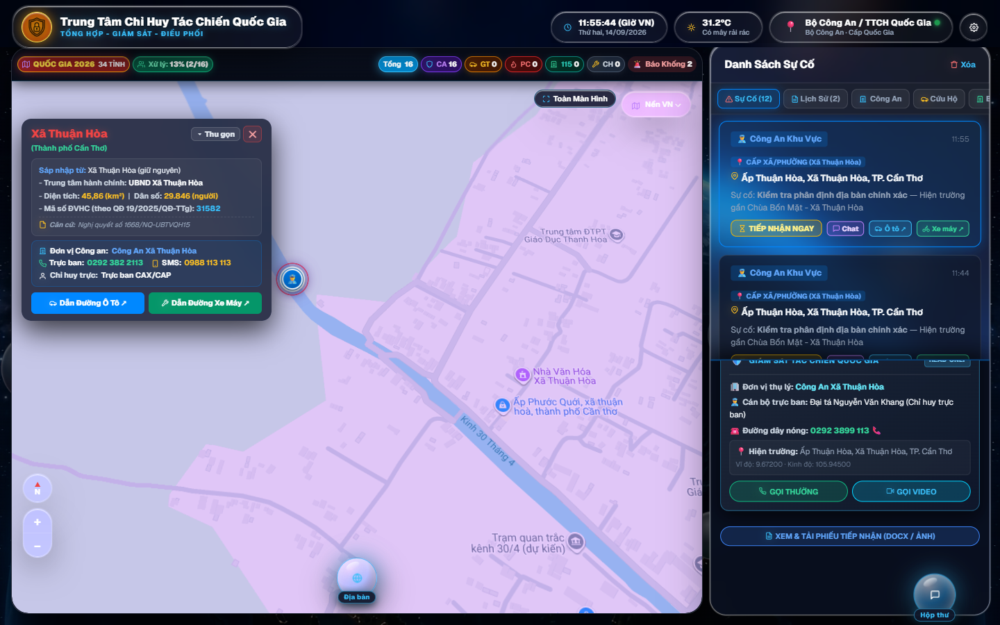 Trung Tâm Chỉ Huy Tác Chiến Quốc Gia
TỔNG HỢP - GIÁM SÁT - ĐIỀU PHỐI
11:55:44 (Giờ VN)
Thứ hai, 14/09/2026
31.2°C
Có mây rải rác
Bộ Công An / TTCH Quốc Gia
Bộ Công An · Cấp Quốc Gia
QUỐC GIA 2026 34 TỈNH
Xử lý: 13% (2/16)
Tổng 16
CA 16
GT 0
PC 0
115 0
CH 0
Báo Khống 2
Toàn Màn Hình
Nền VN
Xã Thuận Hòa
Thu gọn
(Thành phố Cần Thơ)
Sáp nhập từ: Xã Thuận Hòa (giữ nguyên)
- Trung tâm hành chính: UBND Xã Thuận Hòa
- Diện tích: 45,86 (km²) | Dân số: 29.846 (người)
- Mã số ĐVHC (theo QĐ 19/2025/QĐ-TTg): 31582
Căn cứ: Nghị quyết số 1668/NQ-UBTVQH15
Đơn vị Công an: Công An Xã Thuận Hòa
Trực ban: 0292 382 2113 SMS: 0988 113 113
Chỉ huy trực: Trực ban CAX/CAP
Dẫn Đường Ô Tô ↗
Dẫn Đường Xe Máy ↗
Trung tâm ĐTPT
Giáo Dục Thanh Hoa
Nhà Văn Hóa
Xã Thuận Hòa
Ấp Phước Quới, xã thuận
hoà, thành phố Cần thơ
Kinh 30 Tháng 4
Trạm quan trắc
kênh 30/4 (dự kiến)
N
+
−
Địa bàn
Danh Sách Sự Cố
Xóa
Sự Cố (12)
Lịch Sử (2)
Công An
Cứu Hộ
Công An Khu Vực
11:55
CẤP XÃ/PHƯỜNG (Xã Thuận Hòa)
Ấp Thuận Hòa, Xã Thuận Hòa, TP. Cần Thơ
Sự cố: Kiểm tra phân định địa bàn chính xác — Hiện trường
gần Chùa Bốn Mặt - Xã Thuận Hòa
TIẾP NHẬN NGAY
Chat
Ô tô ↗
Xe máy ↗
Công An Khu Vực
11:44
CẤP XÃ/PHƯỜNG (Xã Thuận Hòa)
Ấp Thuận Hòa, Xã Thuận Hòa, TP. Cần Thơ
Sự cố: Kiểm tra phân định địa bàn chính xác — Hiện trường
gần Chùa Bốn Mặt - Xã Thuận Hòa
GIÁM SÁT TÁC CHIẾN QUỐC GIA
READ-ONLY
Đơn vị thụ lý: Công An Xã Thuận Hòa
Cán bộ trực ban: Đại tá Nguyễn Văn Khang (Chỉ huy trực
ban)
Đường dây nóng: 0292 3899 113
Hiện trường: Ấp Thuận Hòa, Xã Thuận Hòa, TP. Cần Thơ
Vĩ độ: 9.67200 · Kinh độ: 105.94500
GỌI THƯỜNG
GỌI VIDEO
XEM & TẢI PHIẾU TIẾP NHẬN (DOCX / ẢNH)
Hộp thư